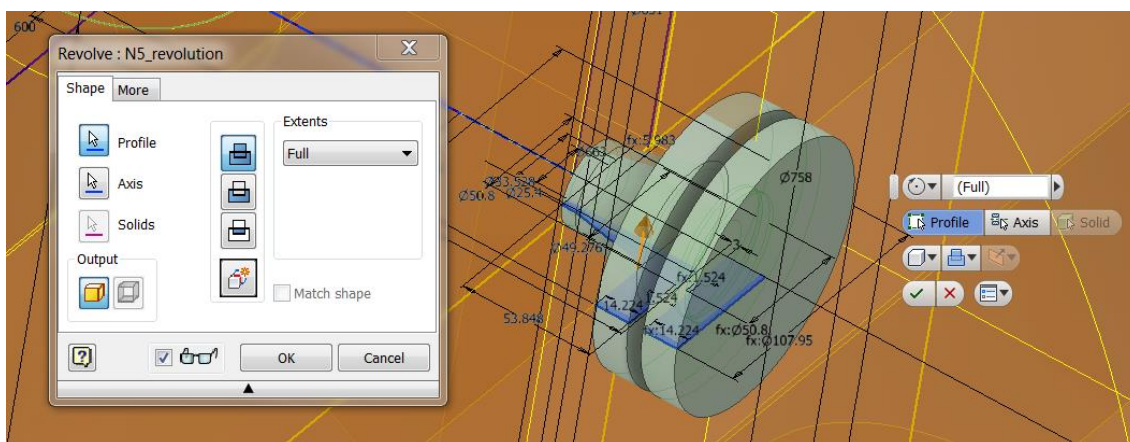 600
Revolve : N5_revolution
Shape More
Profile
Axis
Solids
Output
Extents
Full
Match shape
OK
Cancel
fx:5.983
Ø758
Ø50.8
Ø25.4
Ø49.276
3
fx:1.524
1.524
14.224
53.848
fx:14.224
fx:Ø50.8
fx:Ø107.95
(Full)
Profile Axis Solid